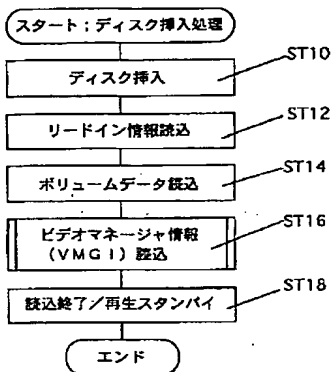 スタート;ディスク挿入処理
ST10
ディスク挿入
ST12
リードイン情報読込
ST14
ボリュームデータ読込
ST16
ビデオマネージャ情報
(VMGI)読込
ST18
読込終了/再生スタンバイ
エンド